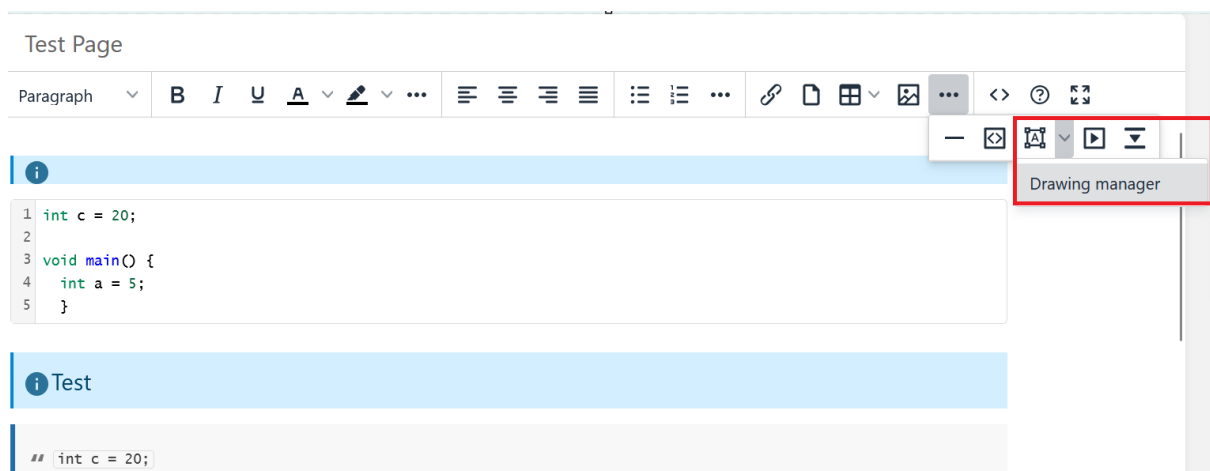 Test Page
Paragraph B I U A
Drawing manager
1 int c = 20;
2
3 void main() {
4 int a = 5;
5 }
Test
int c = 20;